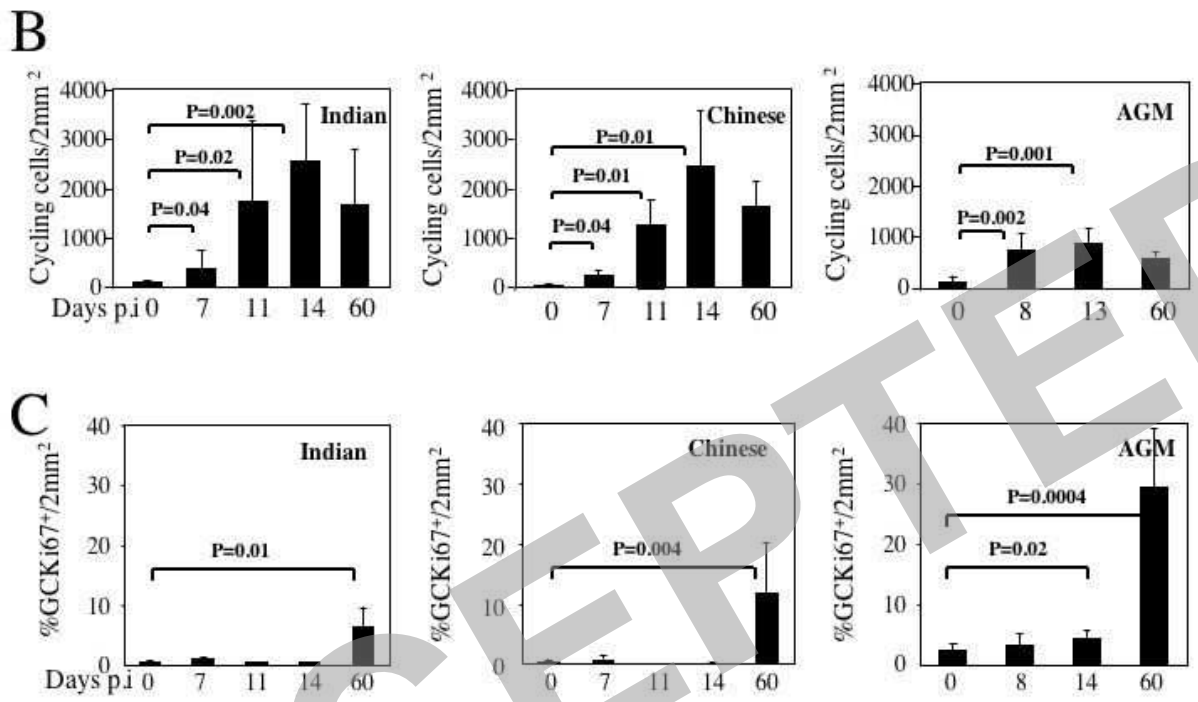 B
Cycling cells/2mm²
4000
3000
2000
1000
0
Indian
P=0.002
P=0.02
P=0.04
Days p.i 0 7 11 14 60
Cycling cells/2mm²
4000
3000
2000
1000
0
Chinese
P=0.01
P=0.01
P=0.04
0 7 11 14 60
Cycling cells/2mm²
4000
3000
2000
1000
0
AGM
P=0.001
P=0.002
0 8 13 60
C
%GCKi67⁺/2mm²
40
30
20
10
0
Indian
P=0.01
Days p.i 0 7 11 14 60
%GCKi67⁺/2mm²
40
30
20
10
0
Chinese
P=0.004
0 7 11 14 60
%GCKi67⁺/2mm²
40
30
20
10
0
AGM
P=0.0004
P=0.02
0 8 14 60
CEPTE